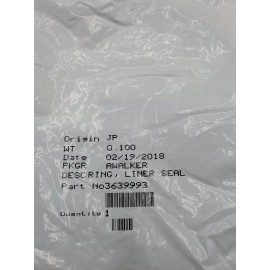 Origin JP
WT 0.100
Date 02/19/2018
PKGR AWALKER
DESCRING, LINER SEAL
Part No3639993
Quantity 1